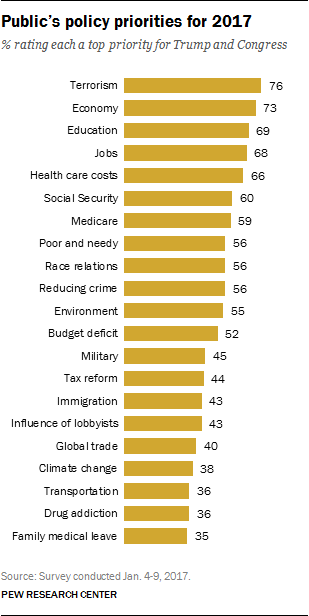 Public's policy priorities for 2017
% rating each a top priority for Trump and Congress
Terrorism 76
Economy 73
Education 69
Jobs 68
Health care costs 66
Social Security 60
Medicare 59
Poor and needy 56
Race relations 56
Reducing crime 56
Environment 55
Budget deficit 52
Military 45
Tax reform 44
Immigration 43
Influence of lobbyists 43
Global trade 40
Climate change 38
Transportation 36
Drug addiction 36
Family medical leave 35
Source: Survey conducted Jan. 4-9, 2017.
PEW RESEARCH CENTER